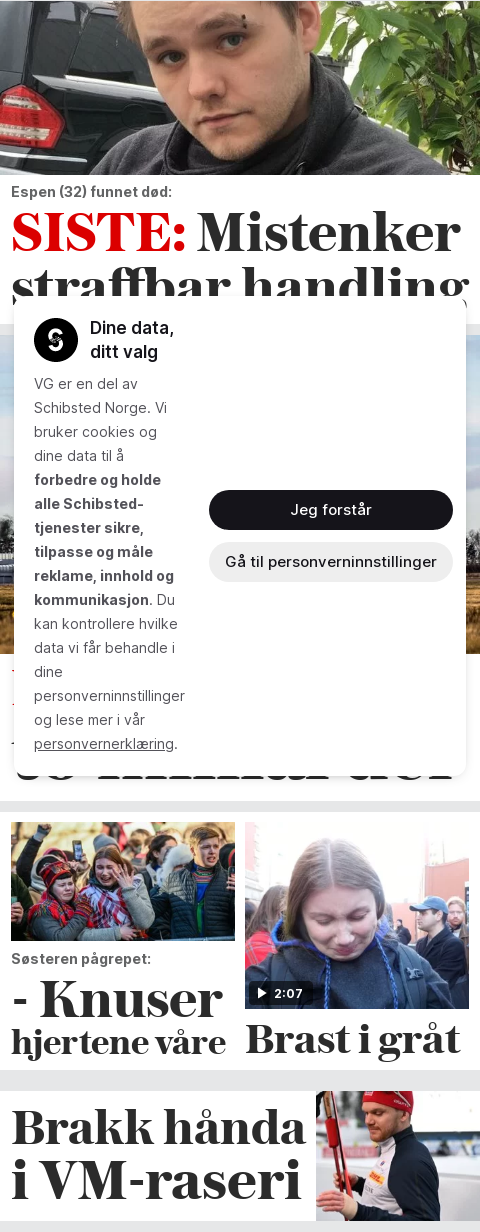 Espen (32) funnet død:
SISTE: Mistenker
straffbar handling
Dine data,
ditt valg
VG er en del av
Schibsted Norge. Vi
bruker cookies og
dine data til å
forbedre og holde
alle Schibsted-
tjenester sikre,
tilpasse og måle
reklame, innhold og
kommunikasjon. Du
kan kontrollere hvilke
data vi får behandle i
dine
personverninnstillinger
og lese mer i vår
personvernerklæring.
Jeg forstår
Gå til personverninnstillinger
Søsteren pågrepet:
- Knuser
hjertene våre
2:07
Brast i gråt
Brakk hånda
i VM-raseri